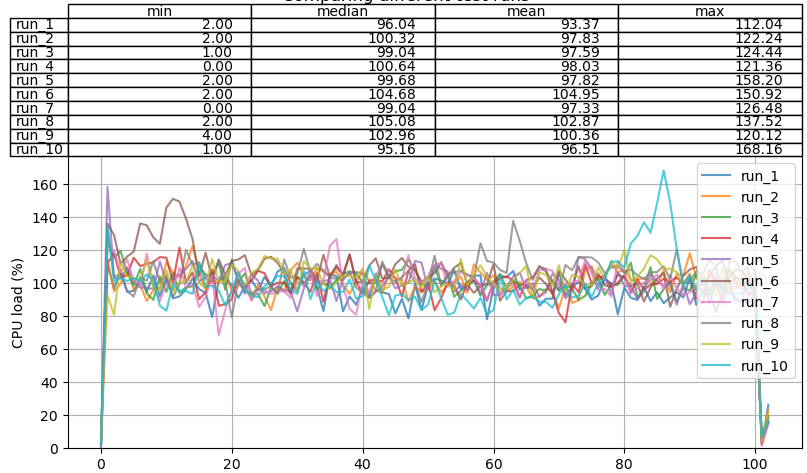 Comparing different test runs
min median mean max
run_1 2.00 96.04 93.37 112.04
run_2 2.00 100.32 97.83 122.24
run_3 1.00 99.04 97.59 124.44
run_4 0.00 100.64 98.03 121.36
run_5 2.00 99.68 97.82 158.20
run_6 2.00 104.68 104.95 150.92
run_7 0.00 99.04 97.33 126.48
run_8 2.00 105.08 102.87 137.52
run_9 4.00 102.96 100.36 120.12
run_10 1.00 95.16 96.51 168.16
CPU load (%)
160
140
120
100
80
60
40
20
0
run_1
run_2
run_3
run_4
run_5
run_6
run_7
run_8
run_9
run_10
0 20 40 60 80 100